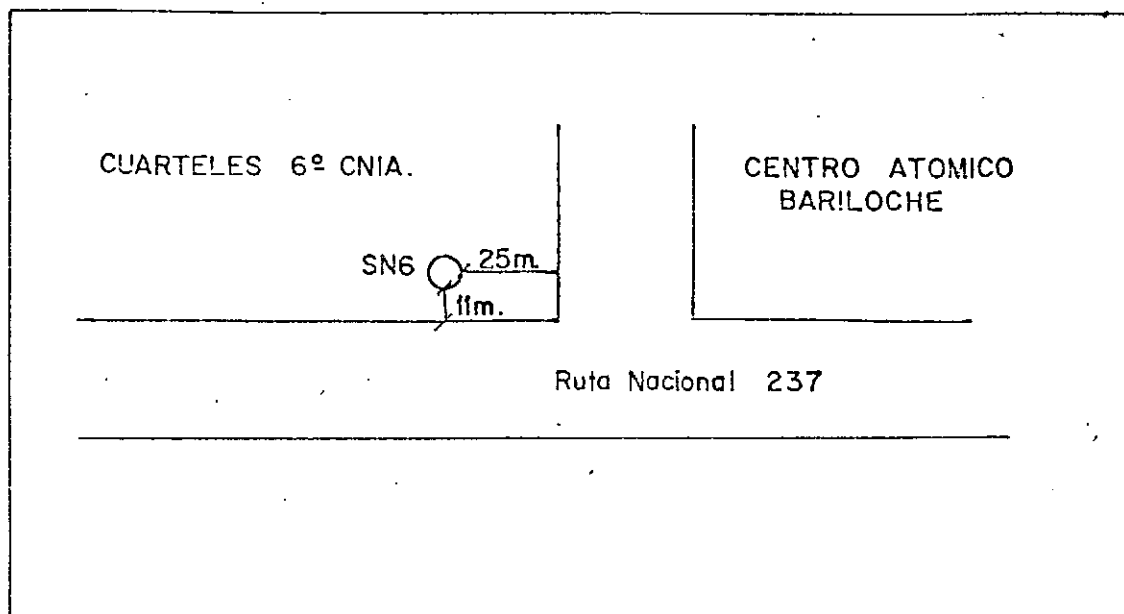 CUARTELES 6º CNIA.
CENTRO ATOMICO
BARILOCHE
SN6
25m.
11m.
Ruta Nacional 237